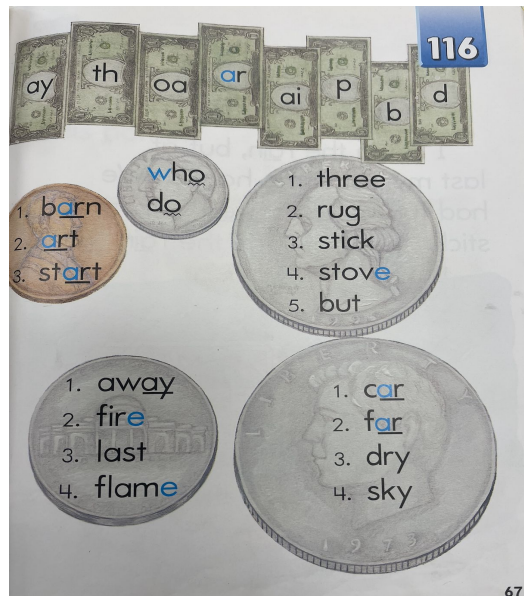 116
ay
th
oa
ar
ai
p
b
d
who
do
1. barn
2. art
3. start
1. three
2. rug
3. stick
4. stove
5. but
1. away
2. fire
3. last
4. flame
1. car
2. far
3. dry
4. sky
1973
67